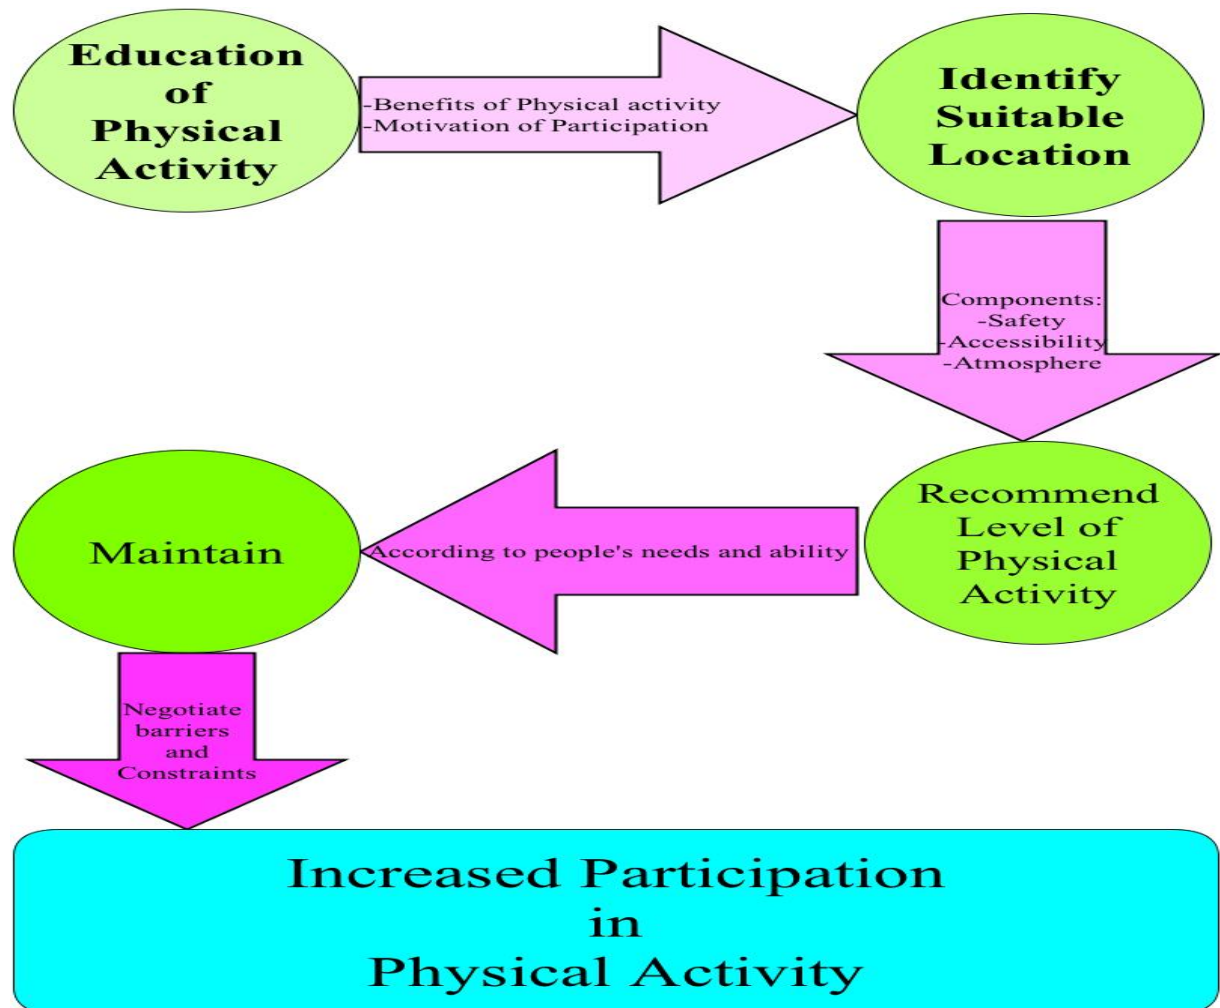 Education
of
Physical
Activity
-Benefits of Physical activity
-Motivation of Participation
Identify
Suitable
Location
Components:
-Safety
-Accessibility
-Atmosphere
Recommend
Level of
Physical
Activity
According to people's needs and ability
Maintain
Negotiate
barriers
and
Constraints
Increased Participation
in
Physical Activity